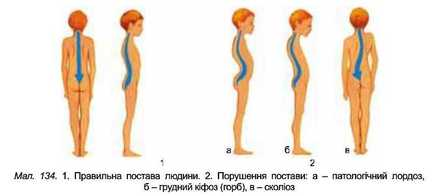 а
б
в
1
2
Мал. 134. 1. Правильна постава людини. 2. Порушення постави: а – патологічний лордоз,
б – грудний кіфоз (горб), в – сколіоз